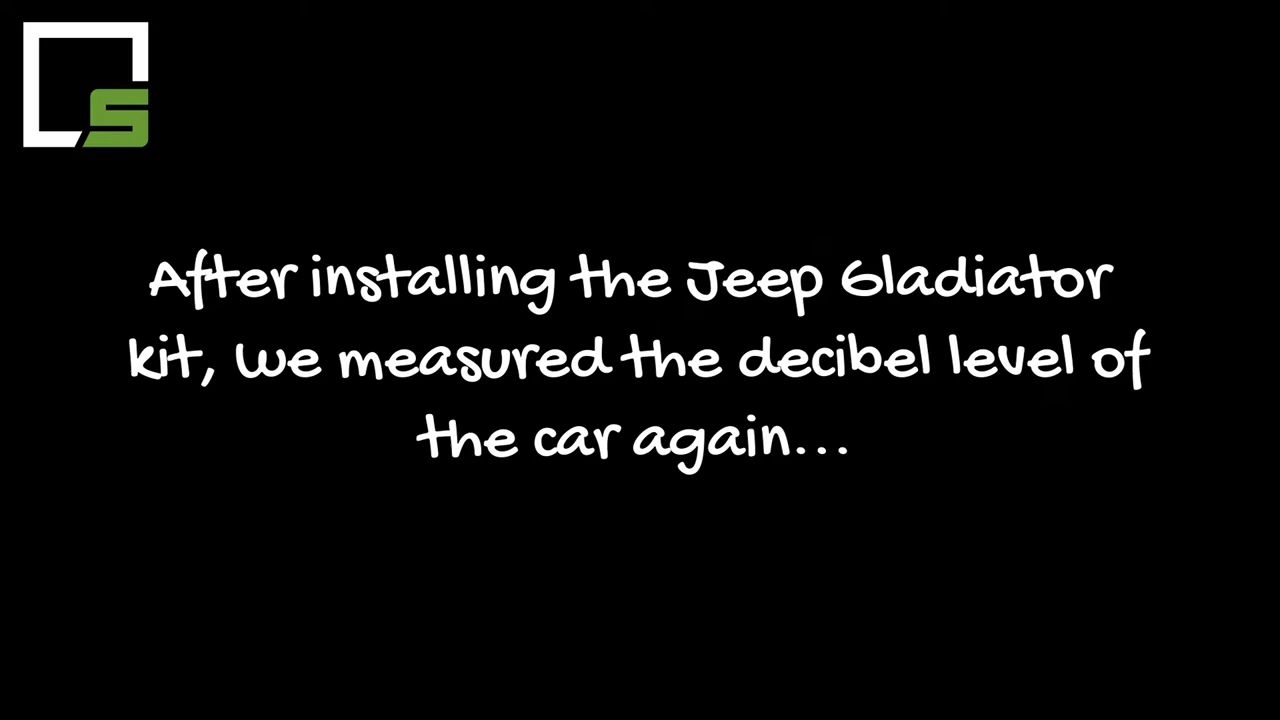 S
After installing the Jeep Gladiator
kit, we measured the decibel level of
the car again...